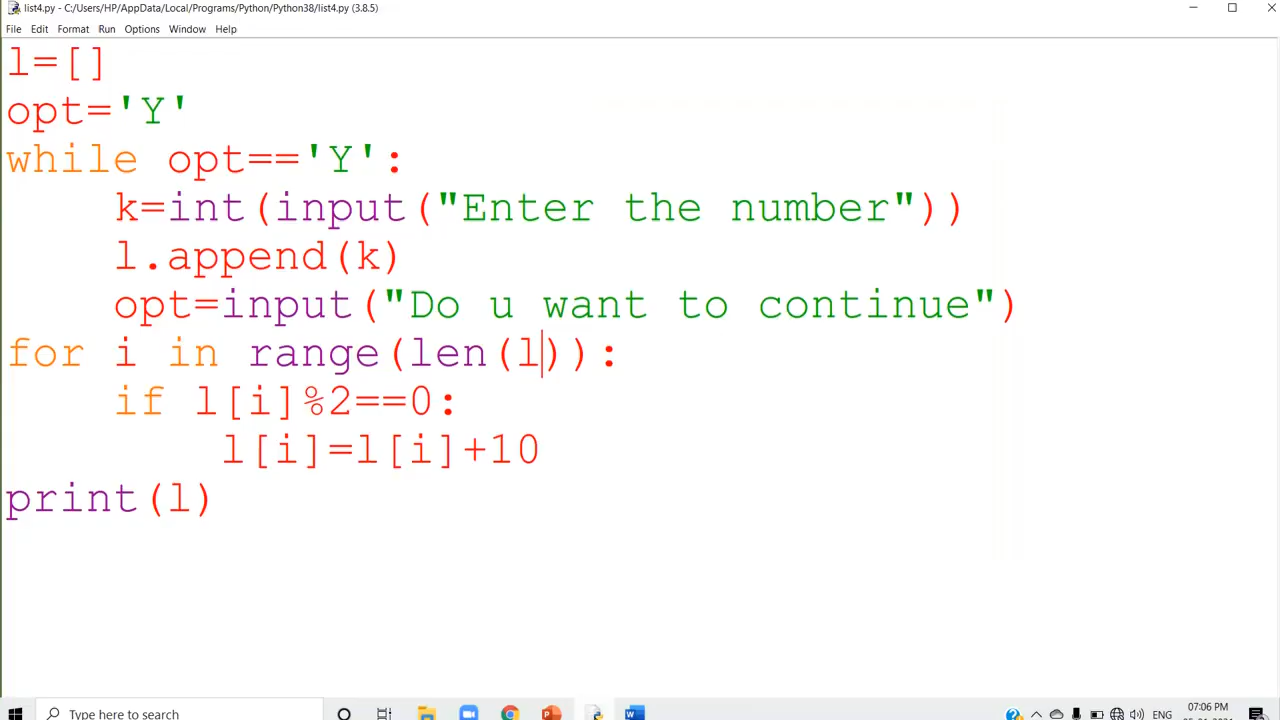 list4.py - C:/Users/HP/AppData/Local/Programs/Python/Python38/list4.py (3.8.5)
File Edit Format Run Options Window Help
l=[]
opt='Y'
while opt=='Y':
    k=int(input("Enter the number"))
    l.append(k)
    opt=input("Do u want to continue")
for i in range(len(l)):
    if l[i]%2==0:
        l[i]=l[i]+10
print(l)
Type here to search
ENG
07:06 PM